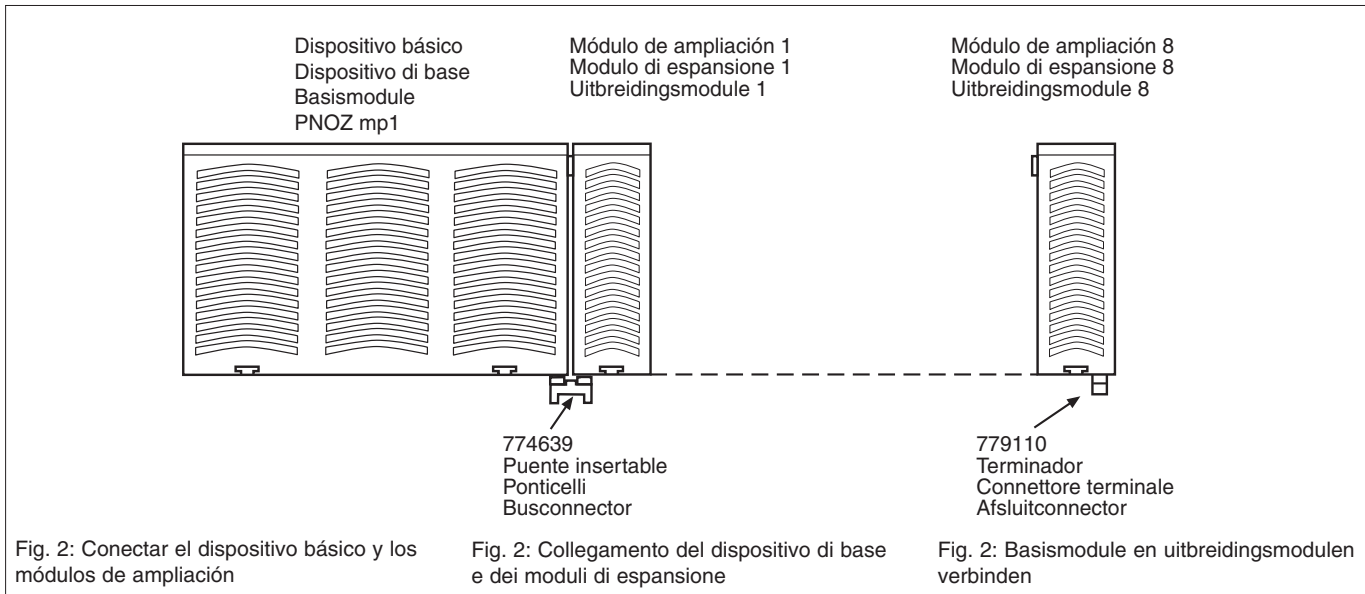 Dispositivo básico
Dispositivo di base
Basismodule
PNOZ mp1
Módulo de ampliación 1
Modulo di espansione 1
Uitbreidingsmodule 1
Módulo de ampliación 8
Modulo di espansione 8
Uitbreidingsmodule 8
774639
Puente insertable
Ponticelli
Busconnector
779110
Terminador
Connettore terminale
Afsluitconnector
Fig. 2: Conectar el dispositivo básico y los
módulos de ampliación
Fig. 2: Collegamento del dispositivo di base
e dei moduli di espansione
Fig. 2: Basismodule en uitbreidingsmodulen
verbinden